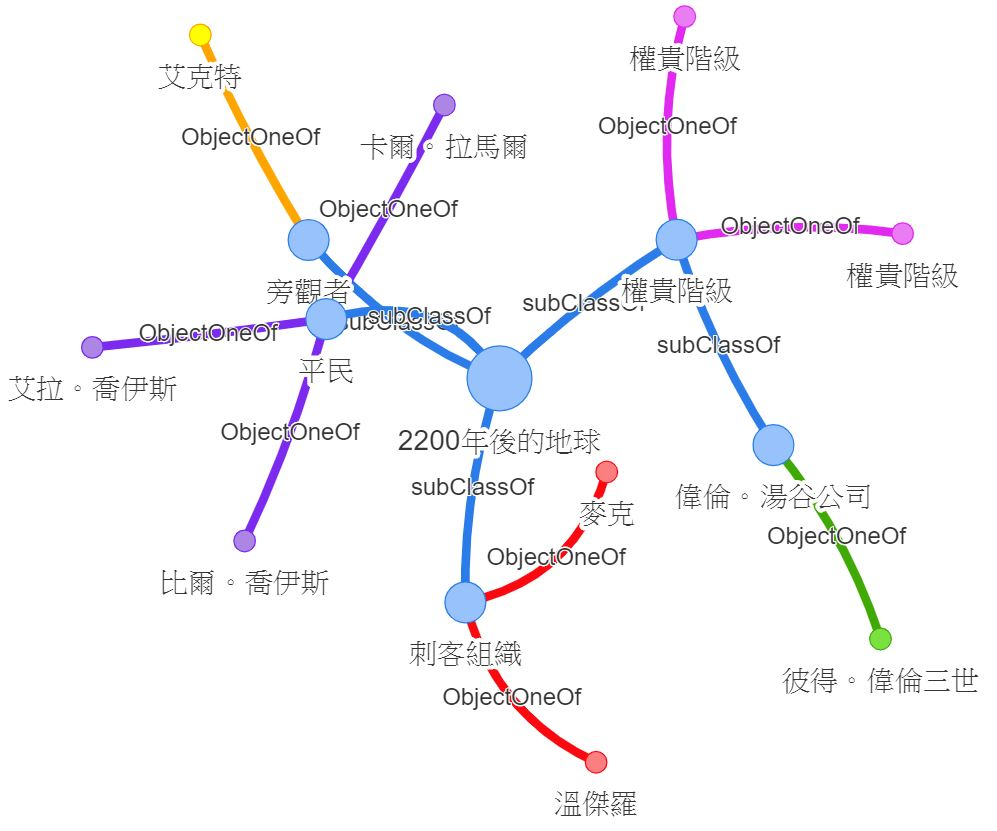 權貴階級
艾克特
ObjectOneOf
ObjectOneOf
卡爾。拉馬爾
ObjectOneOf
ObjectOneOf
旁觀者
權貴階級
權貴階級
subClassOf
subClassOf
subClassOf
ObjectOneOf
subClassOf
平民
艾拉。喬伊斯
ObjectOneOf
2200年後的地球
subClassOf
偉倫。湯谷公司
麥克
ObjectOneOf
ObjectOneOf
比爾。喬伊斯
刺客組織
彼得。偉倫三世
ObjectOneOf
溫傑羅